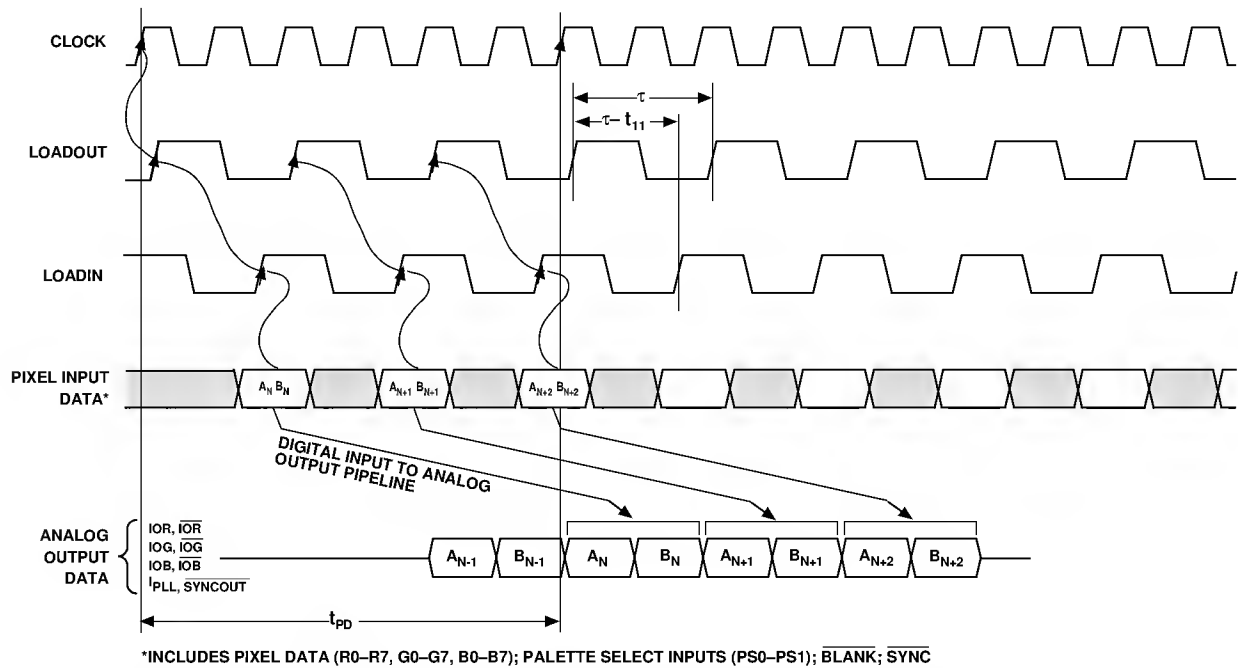 CLOCK
τ
τ– t11
LOADOUT
LOADIN
PIXEL INPUT
DATA*
AN BN
AN+1 BN+1
AN+2 BN+2
DIGITAL INPUT TO ANALOG
OUTPUT PIPELINE
ANALOG
OUTPUT
DATA
IOR, IOR
IOG, IOG
IOB, IOB
IPLL, SYNCOUT
AN-1
BN-1
AN
BN
AN+1
BN+1
AN+2
BN+2
tPD
*INCLUDES PIXEL DATA (R0–R7, G0–G7, B0–B7); PALETTE SELECT INPUTS (PS0–PS1); BLANK; SYNC